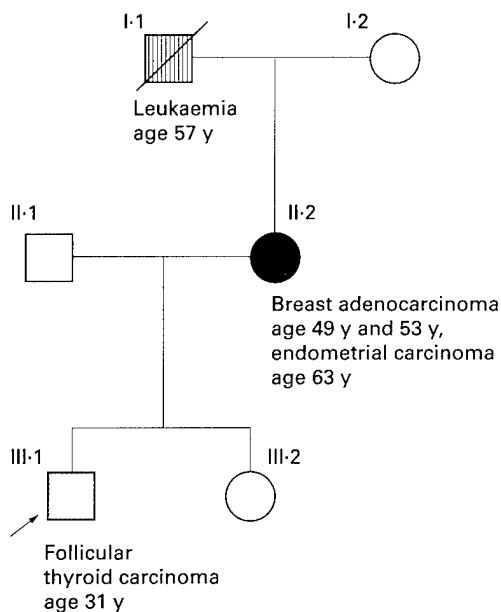 I·1
I·2
Leukaemia
age 57 y
II·1
II·2
Breast adenocarcinoma
age 49 y and 53 y,
endometrial carcinoma
age 63 y
III·1
III·2
Follicular
thyroid carcinoma
age 31 y